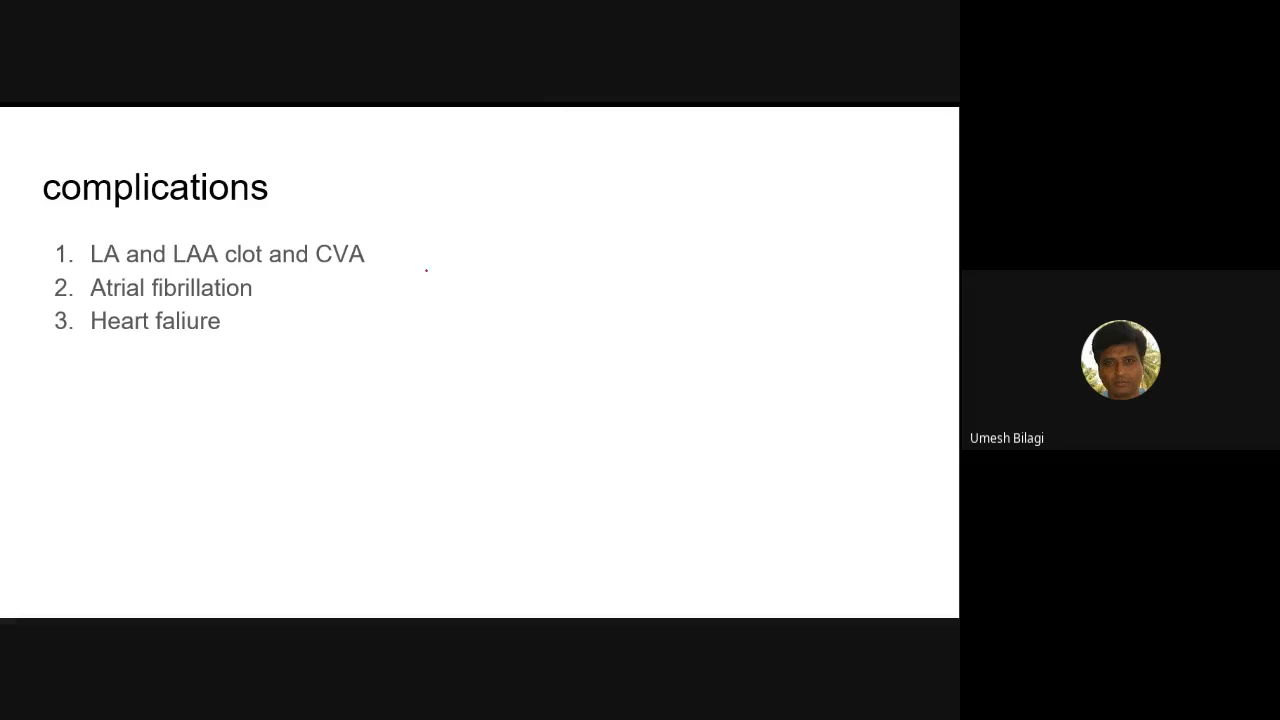 complications
1. LA and LAA clot and CVA
2. Atrial fibrillation
3. Heart faliure
Umesh Bilagi